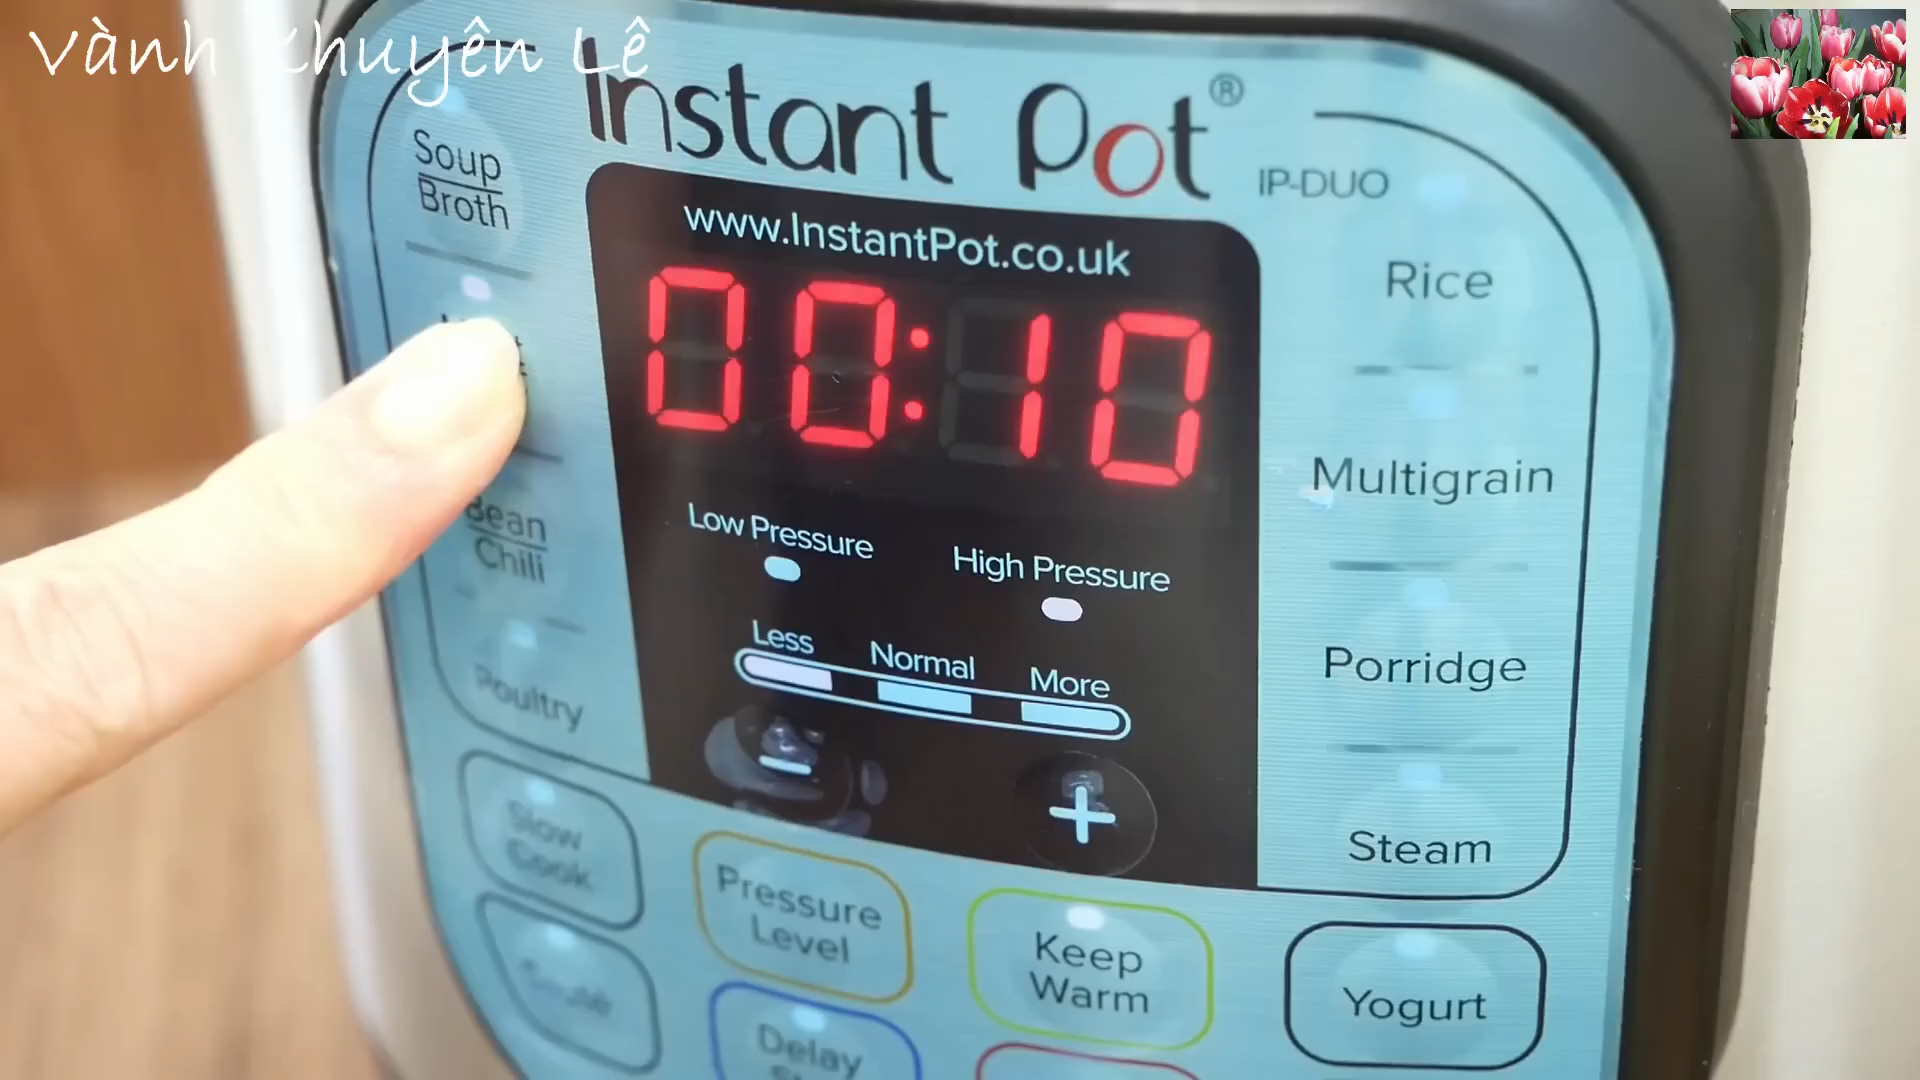 Vành Khuyên Lê
Instant Pot®
IP-DUO
www.InstantPot.co.uk
00:10
Soup
Broth
Bean
Chili
Poultry
Low Pressure
High Pressure
Less
Normal
More
-
+
Rice
Multigrain
Porridge
Steam
Slow
Cook
Pressure
Level
Keep
Warm
Yogurt
Delay